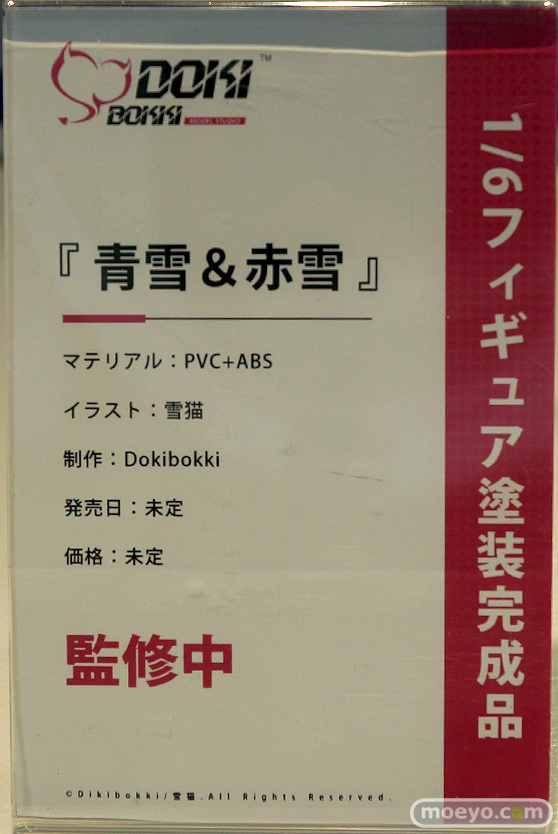 DOKI™
BOKKI MODEL STUDIO
『青雪＆赤雪』
マテリアル：PVC+ABS
イラスト：雪猫
制作：Dokibokki
発売日：未定
価格：未定
監修中
©Dikibokki/雪猫.All Rights Reserved.
1/6フィギュア塗装完成品
moeyo.com